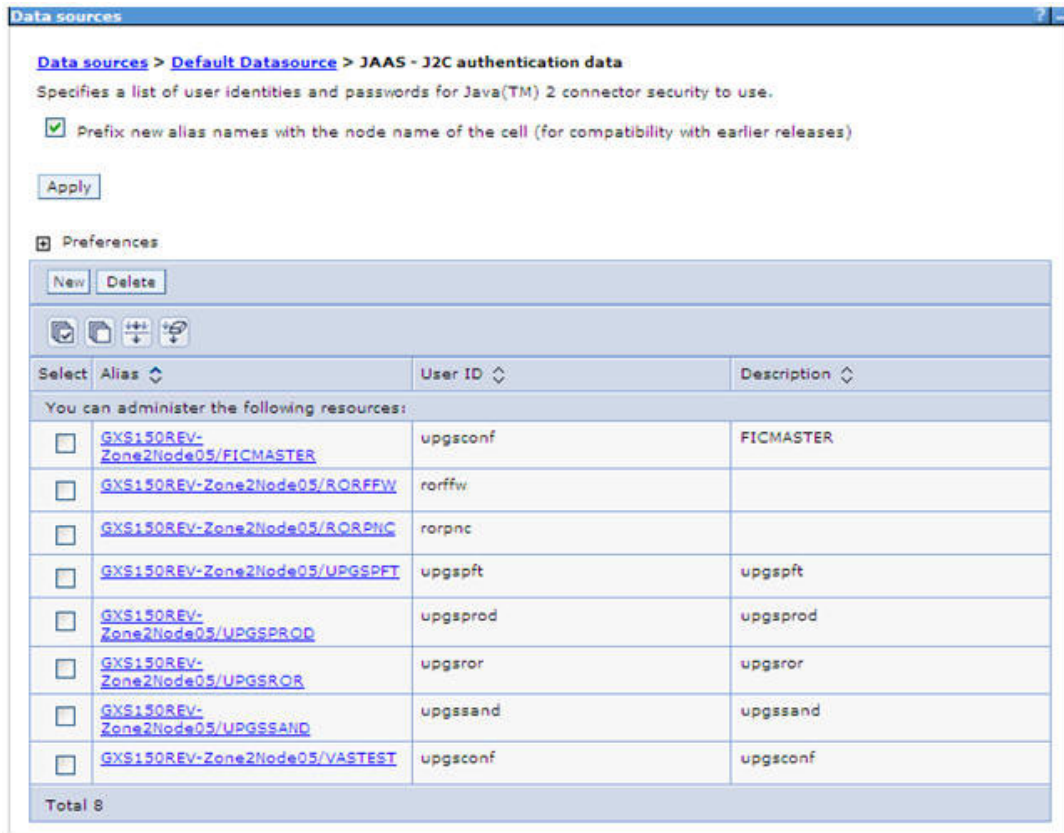 Data sources
?
Data sources > Default Datasource > JAAS - J2C authentication data
Specifies a list of user identities and passwords for Java(TM) 2 connector security to use.
Prefix new alias names with the node name of the cell (for compatibility with earlier releases)
Apply
Preferences
New Delete
Select Alias User ID Description
You can administer the following resources:
GXS150REV-
Zone2Node05/FICMASTER upgsconf FICMASTER
GXS150REV-Zone2Node05/RORFFW rorffw
GXS150REV-Zone2Node05/RORPNC rorpnc
GXS150REV-Zone2Node05/UPGSPFT upgspft upgspft
GXS150REV-
Zone2Node05/UPGSPROD upgsprod upgsprod
GXS150REV-
Zone2Node05/UPGSROR upgsror upgsror
GXS150REV-
Zone2Node05/UPGSSAND upgssand upgssand
GXS150REV-Zone2Node05/VASTEST upgsconf upgsconf
Total 8